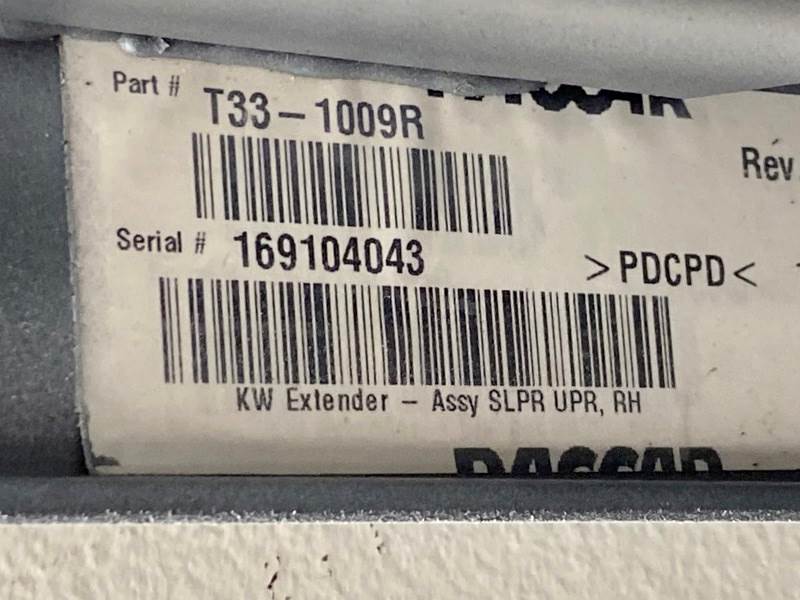 Part # T33-1009R
Rev
Serial # 169104043
>PDCPD<
KW Extender - Assy SLPR UPR, RH